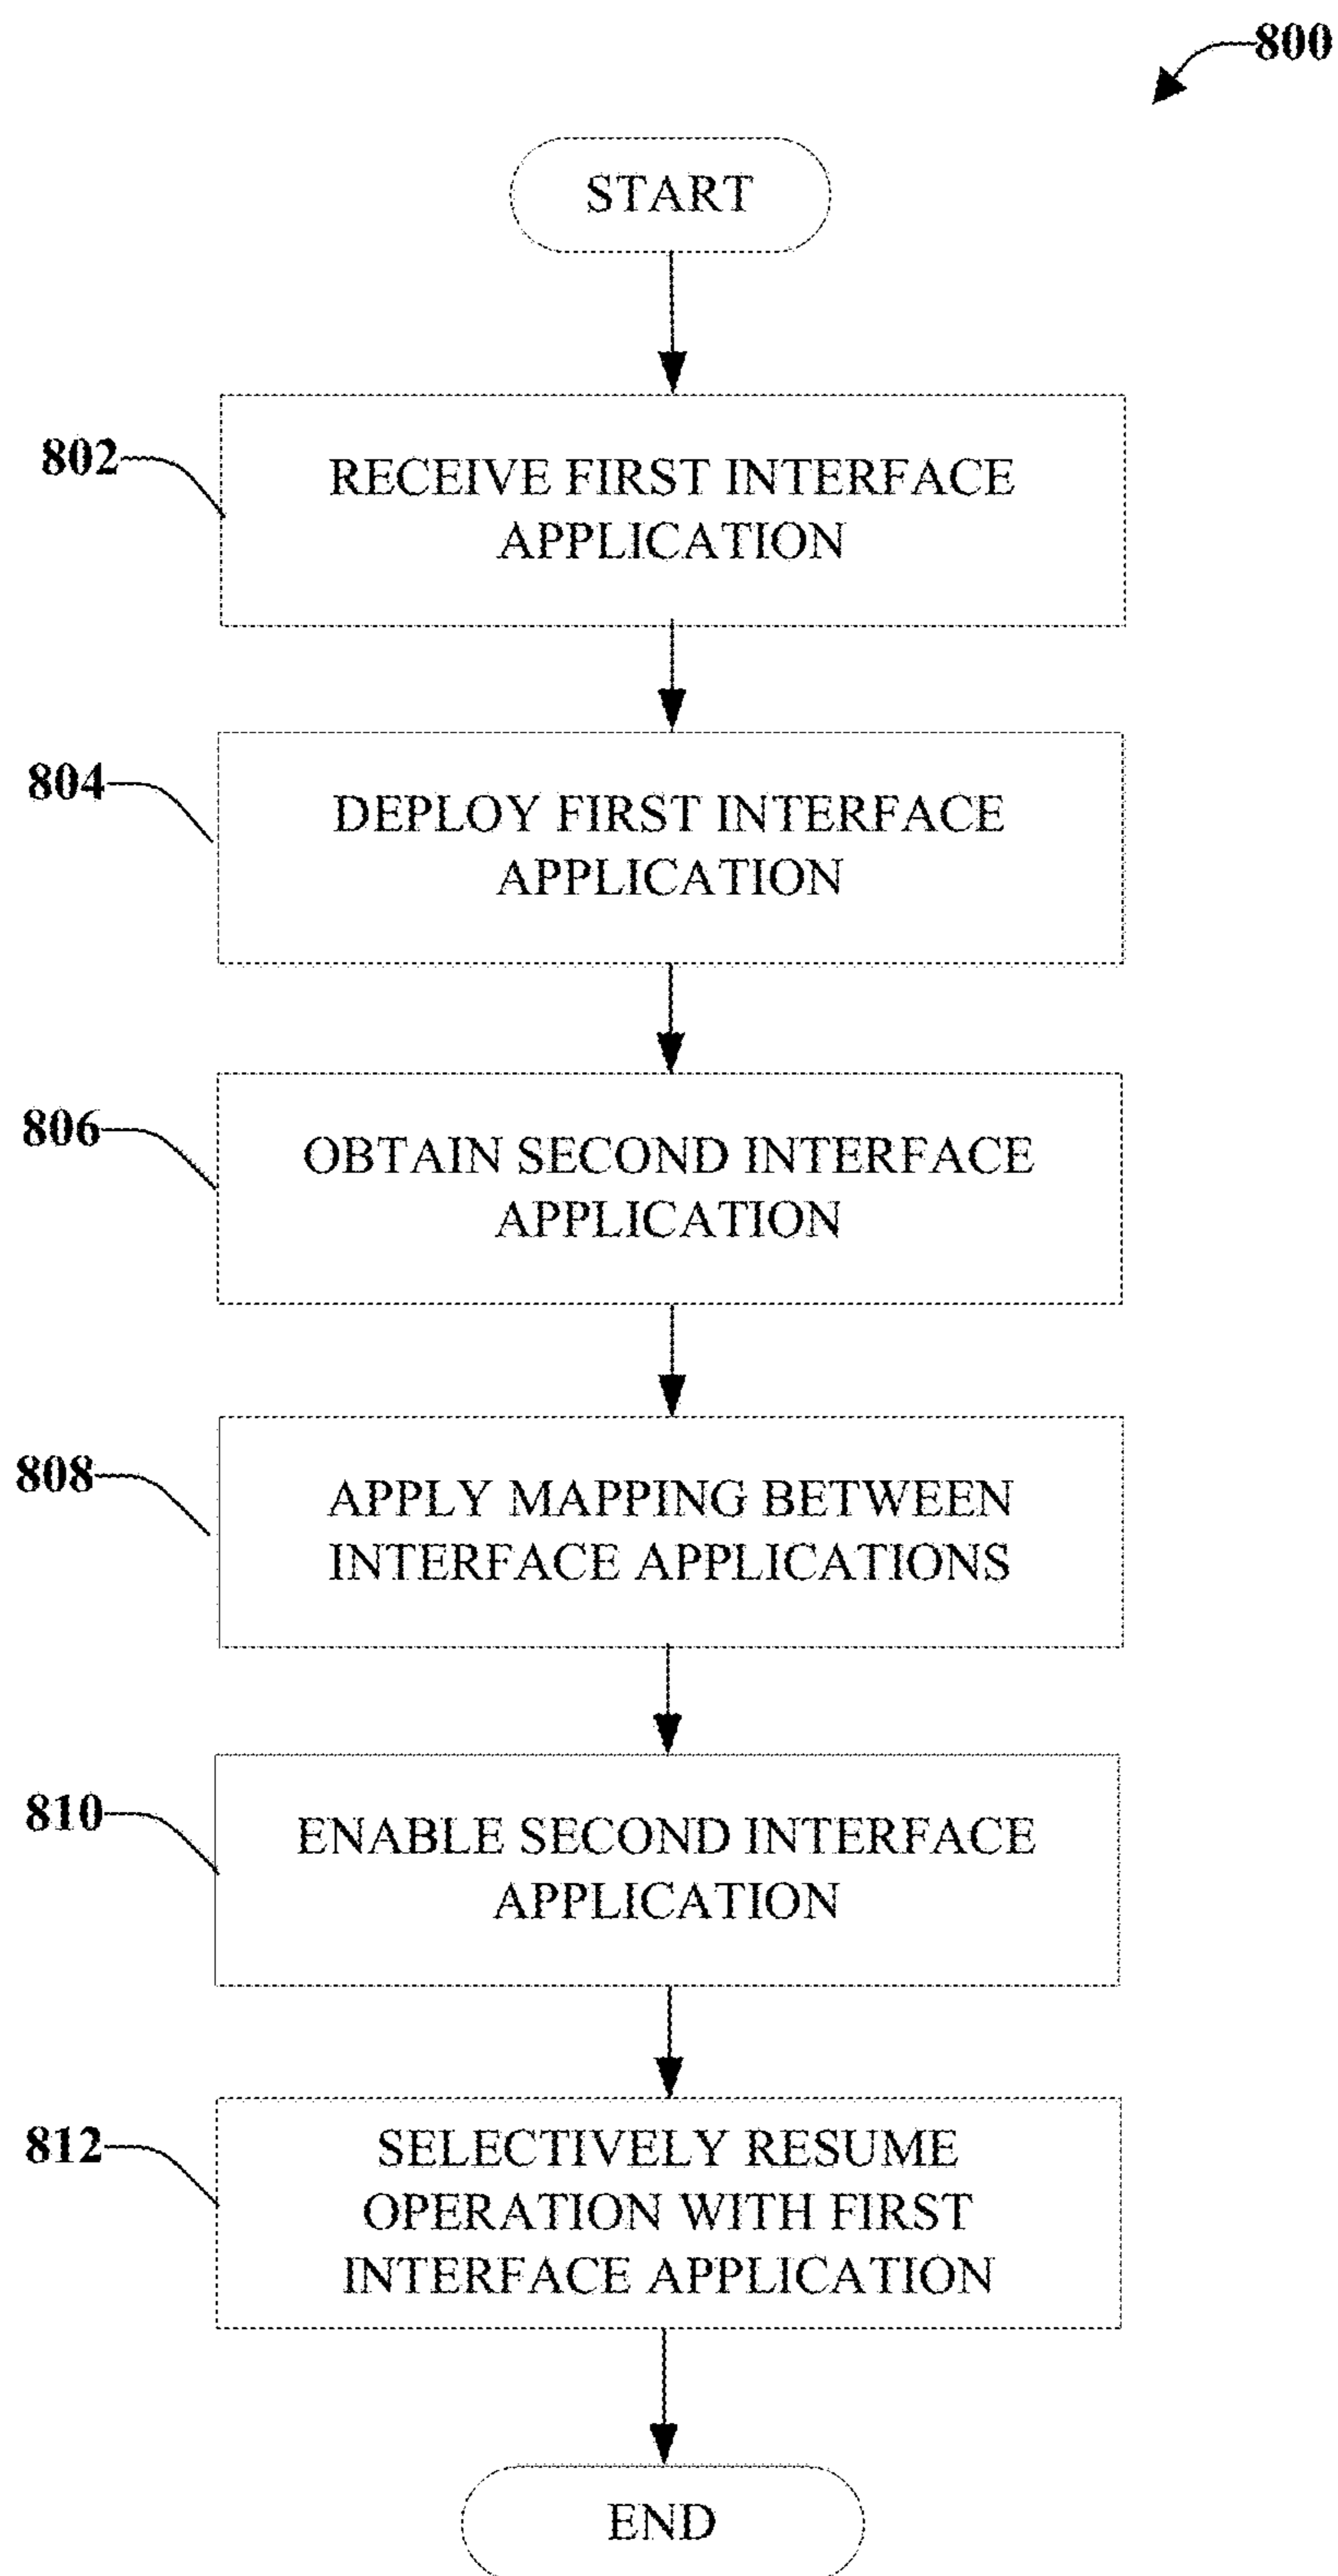 800
START
802
RECEIVE FIRST INTERFACE
APPLICATION
804
DEPLOY FIRST INTERFACE
APPLICATION
806
OBTAIN SECOND INTERFACE
APPLICATION
808
APPLY MAPPING BETWEEN
INTERFACE APPLICATIONS
810
ENABLE SECOND INTERFACE
APPLICATION
812
SELECTIVELY RESUME
OPERATION WITH FIRST
INTERFACE APPLICATION
END